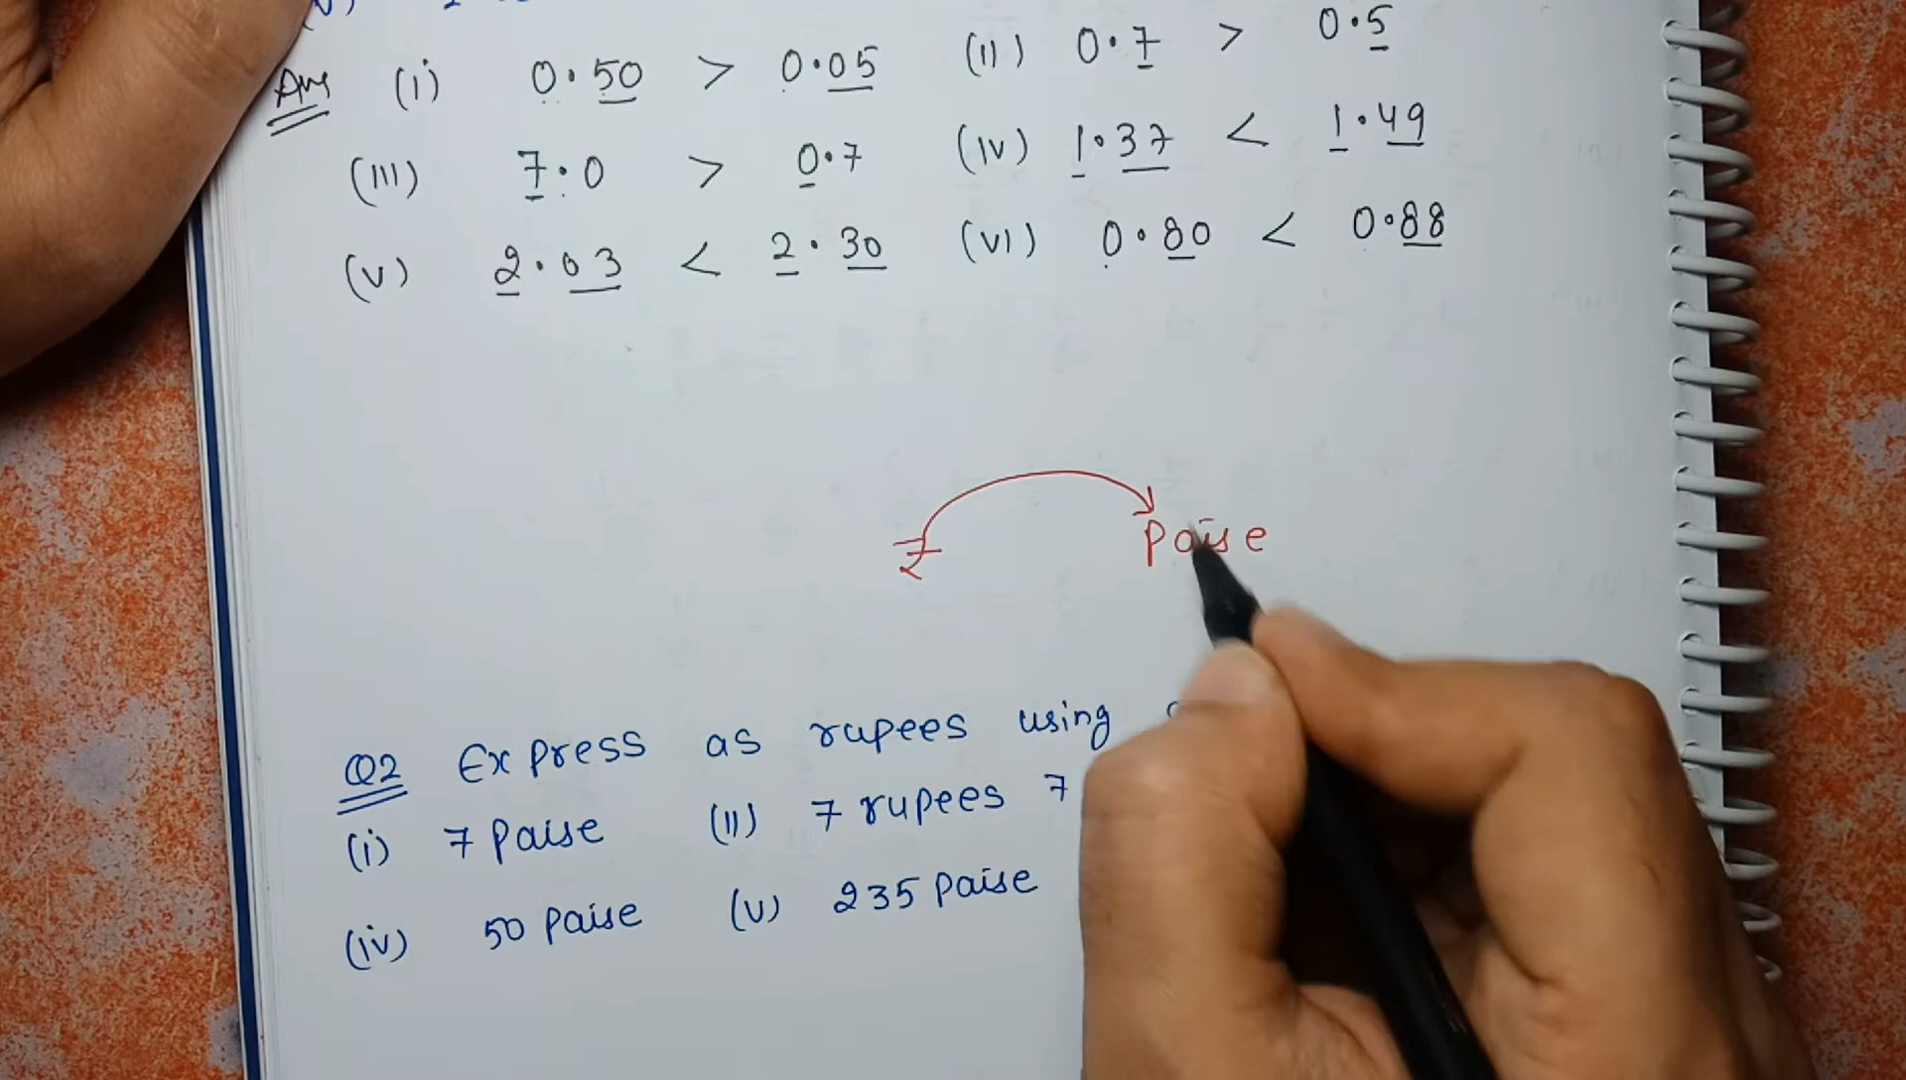 Ans (i) 0.50 > 0.05 (ii) 0.7 > 0.5
(iii) 7.0 > 0.7 (iv) 1.37 < 1.49
(v) 2.03 < 2.30 (vi) 0.80 < 0.88
₹ Paise
Q2 Express as rupees using
(i) 7 Paise (ii) 7 rupees 7
(iv) 50 Paise (v) 235 Paise